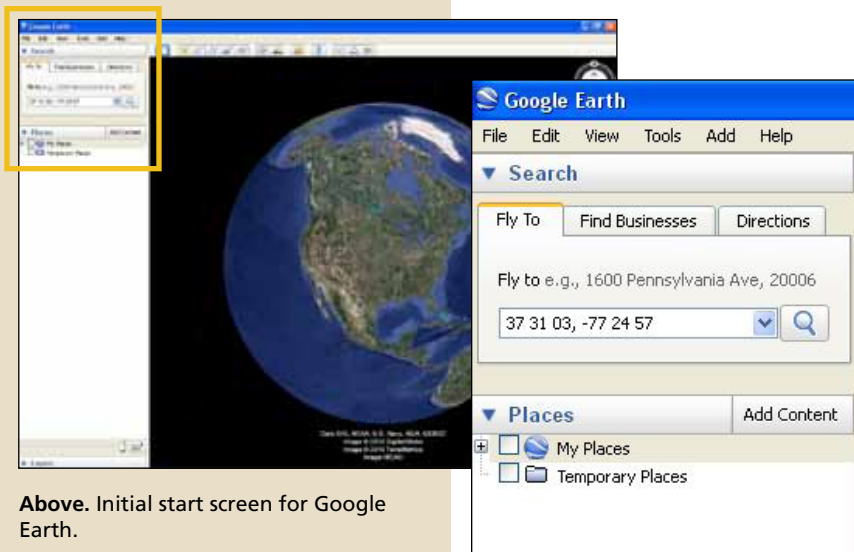 Google Earth
File Edit View Tools Add Help
Search
Fly To Find Businesses Directions
Fly to e.g., 1600 Pennsylvania Ave, 20006
37 31 03, -77 24 57
Places Add Content
My Places
Temporary Places
Above. Initial start screen for Google
Earth.